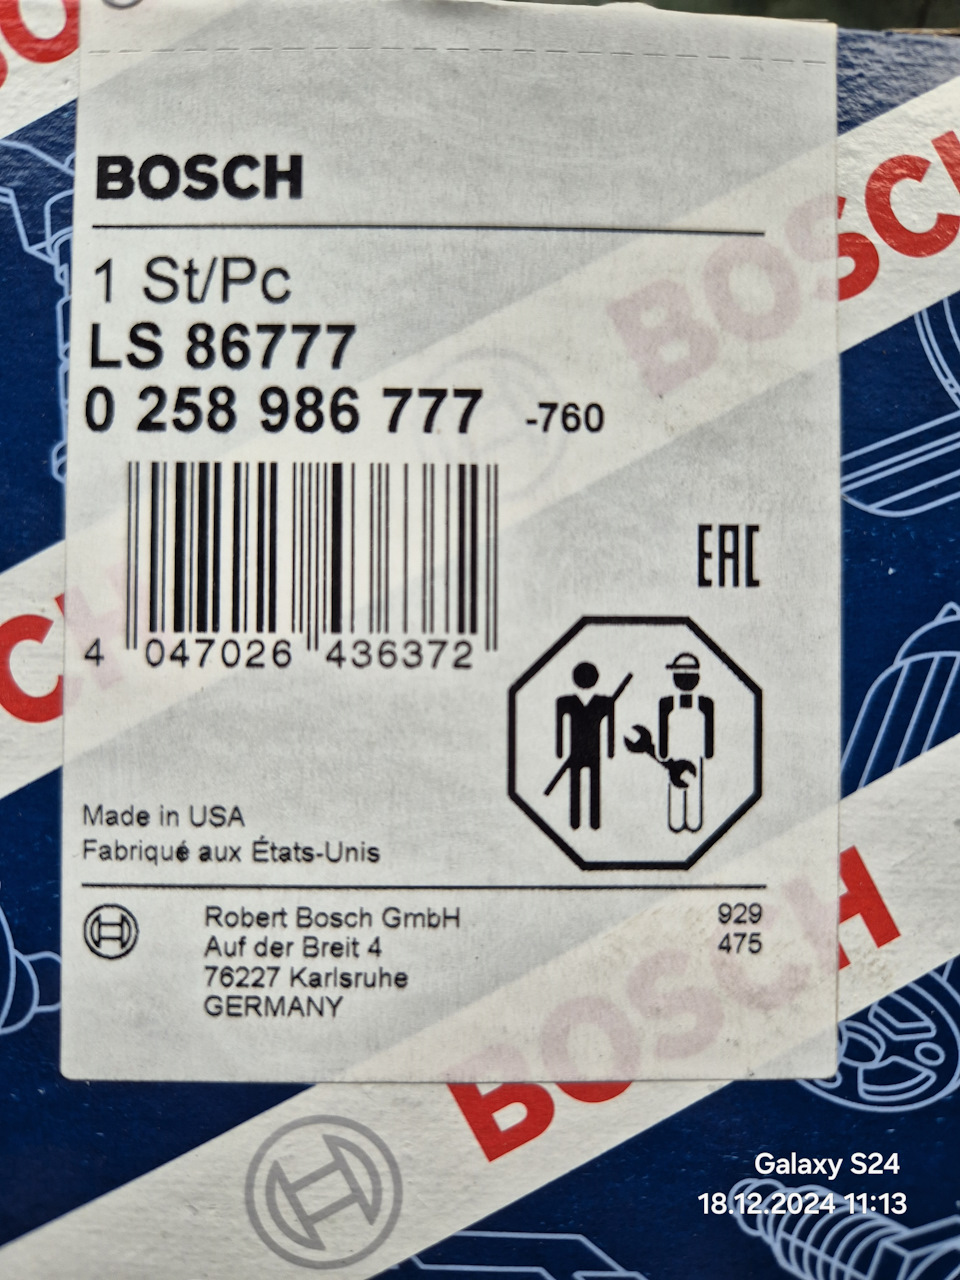 BOSCH
1 St/Pc
LS 86777
0 258 986 777 -760
4 047026 436372
EAC
Made in USA
Fabriqué aux États-Unis
Robert Bosch GmbH
Auf der Breit 4
76227 Karlsruhe
GERMANY
929
475
BOSCH
BOSCH
CH
BO
Galaxy S24
18.12.2024 11:13